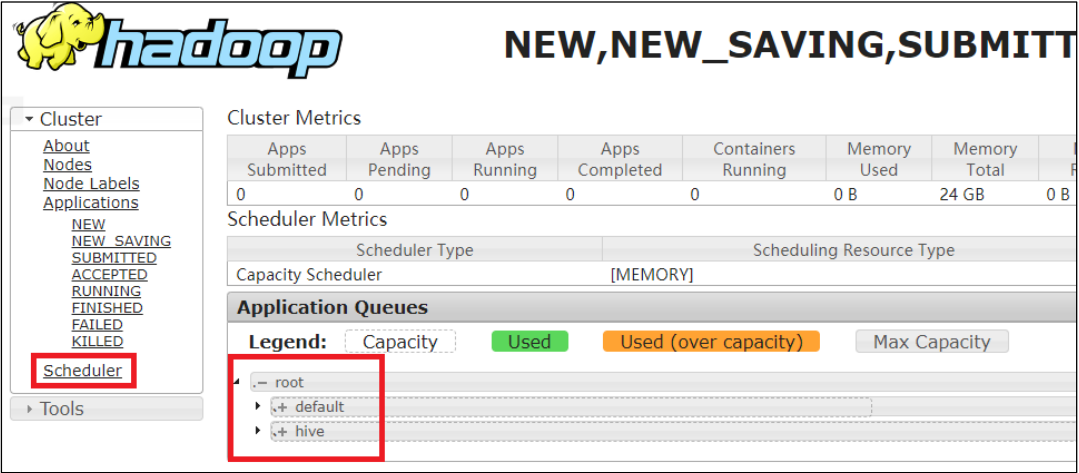 hadoop
NEW,NEW_SAVING,SUBMITT
Cluster
About
Nodes
Node Labels
Applications
NEW
NEW_SAVING
SUBMITTED
ACCEPTED
RUNNING
FINISHED
FAILED
KILLED
Scheduler
Tools
Cluster Metrics
Apps Submitted Apps Pending Apps Running Apps Completed Containers Running Memory Used Memory Total
0 0 0 0 0 0 B 24 GB 0 B
Scheduler Metrics
Scheduler Type Scheduling Resource Type
Capacity Scheduler [MEMORY]
Application Queues
Legend: Capacity Used Used (over capacity) Max Capacity
.– root
.+ default
.+ hive